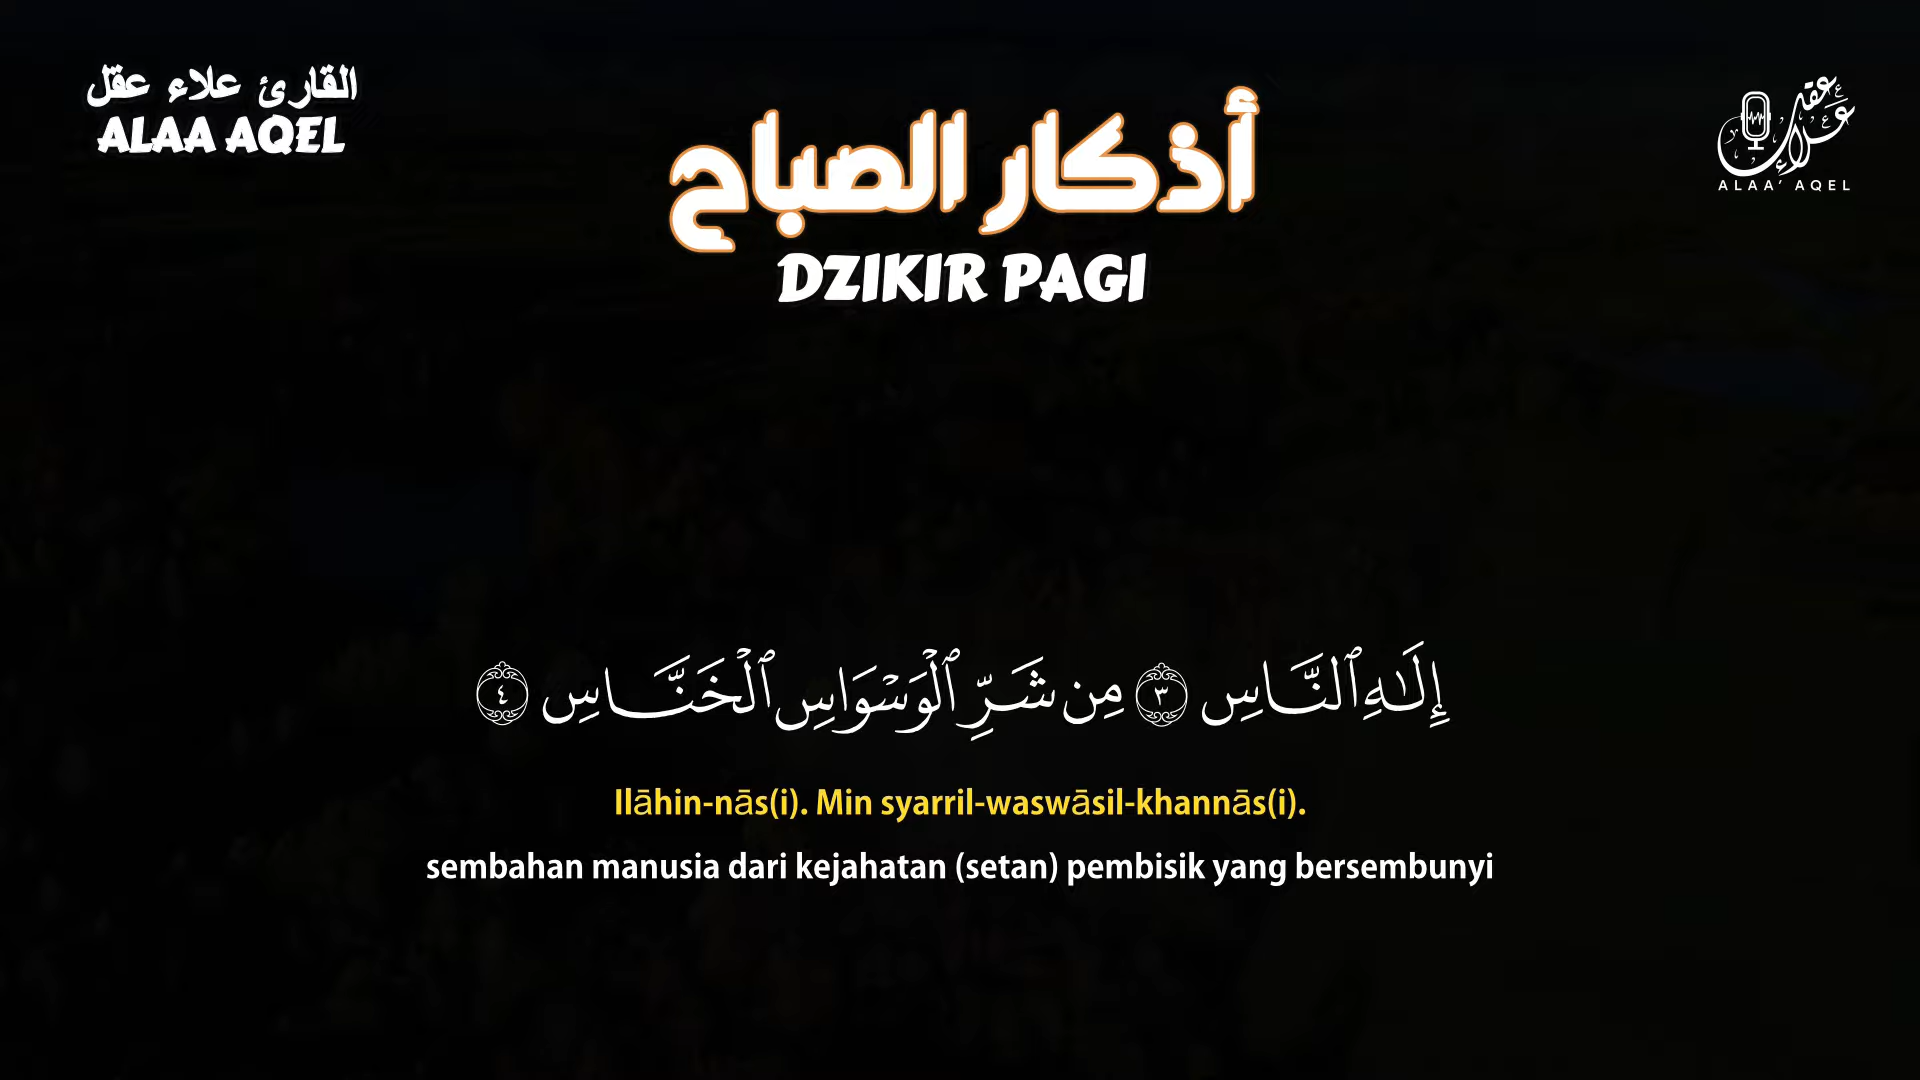 القارئ علاء عقل
ALAA AQEL
أذكار الصباح
DZIKIR PAGI
علاء عقل
ALAA' AQEL
إِلَٰهِ ٱلنَّاسِ ٣ مِن شَرِّ ٱلْوَسْوَاسِ ٱلْخَنَّاسِ ٤
Ilāhin-nās(i). Min syarril-waswāsil-khannās(i).
sembahan manusia dari kejahatan (setan) pembisik yang bersembunyi